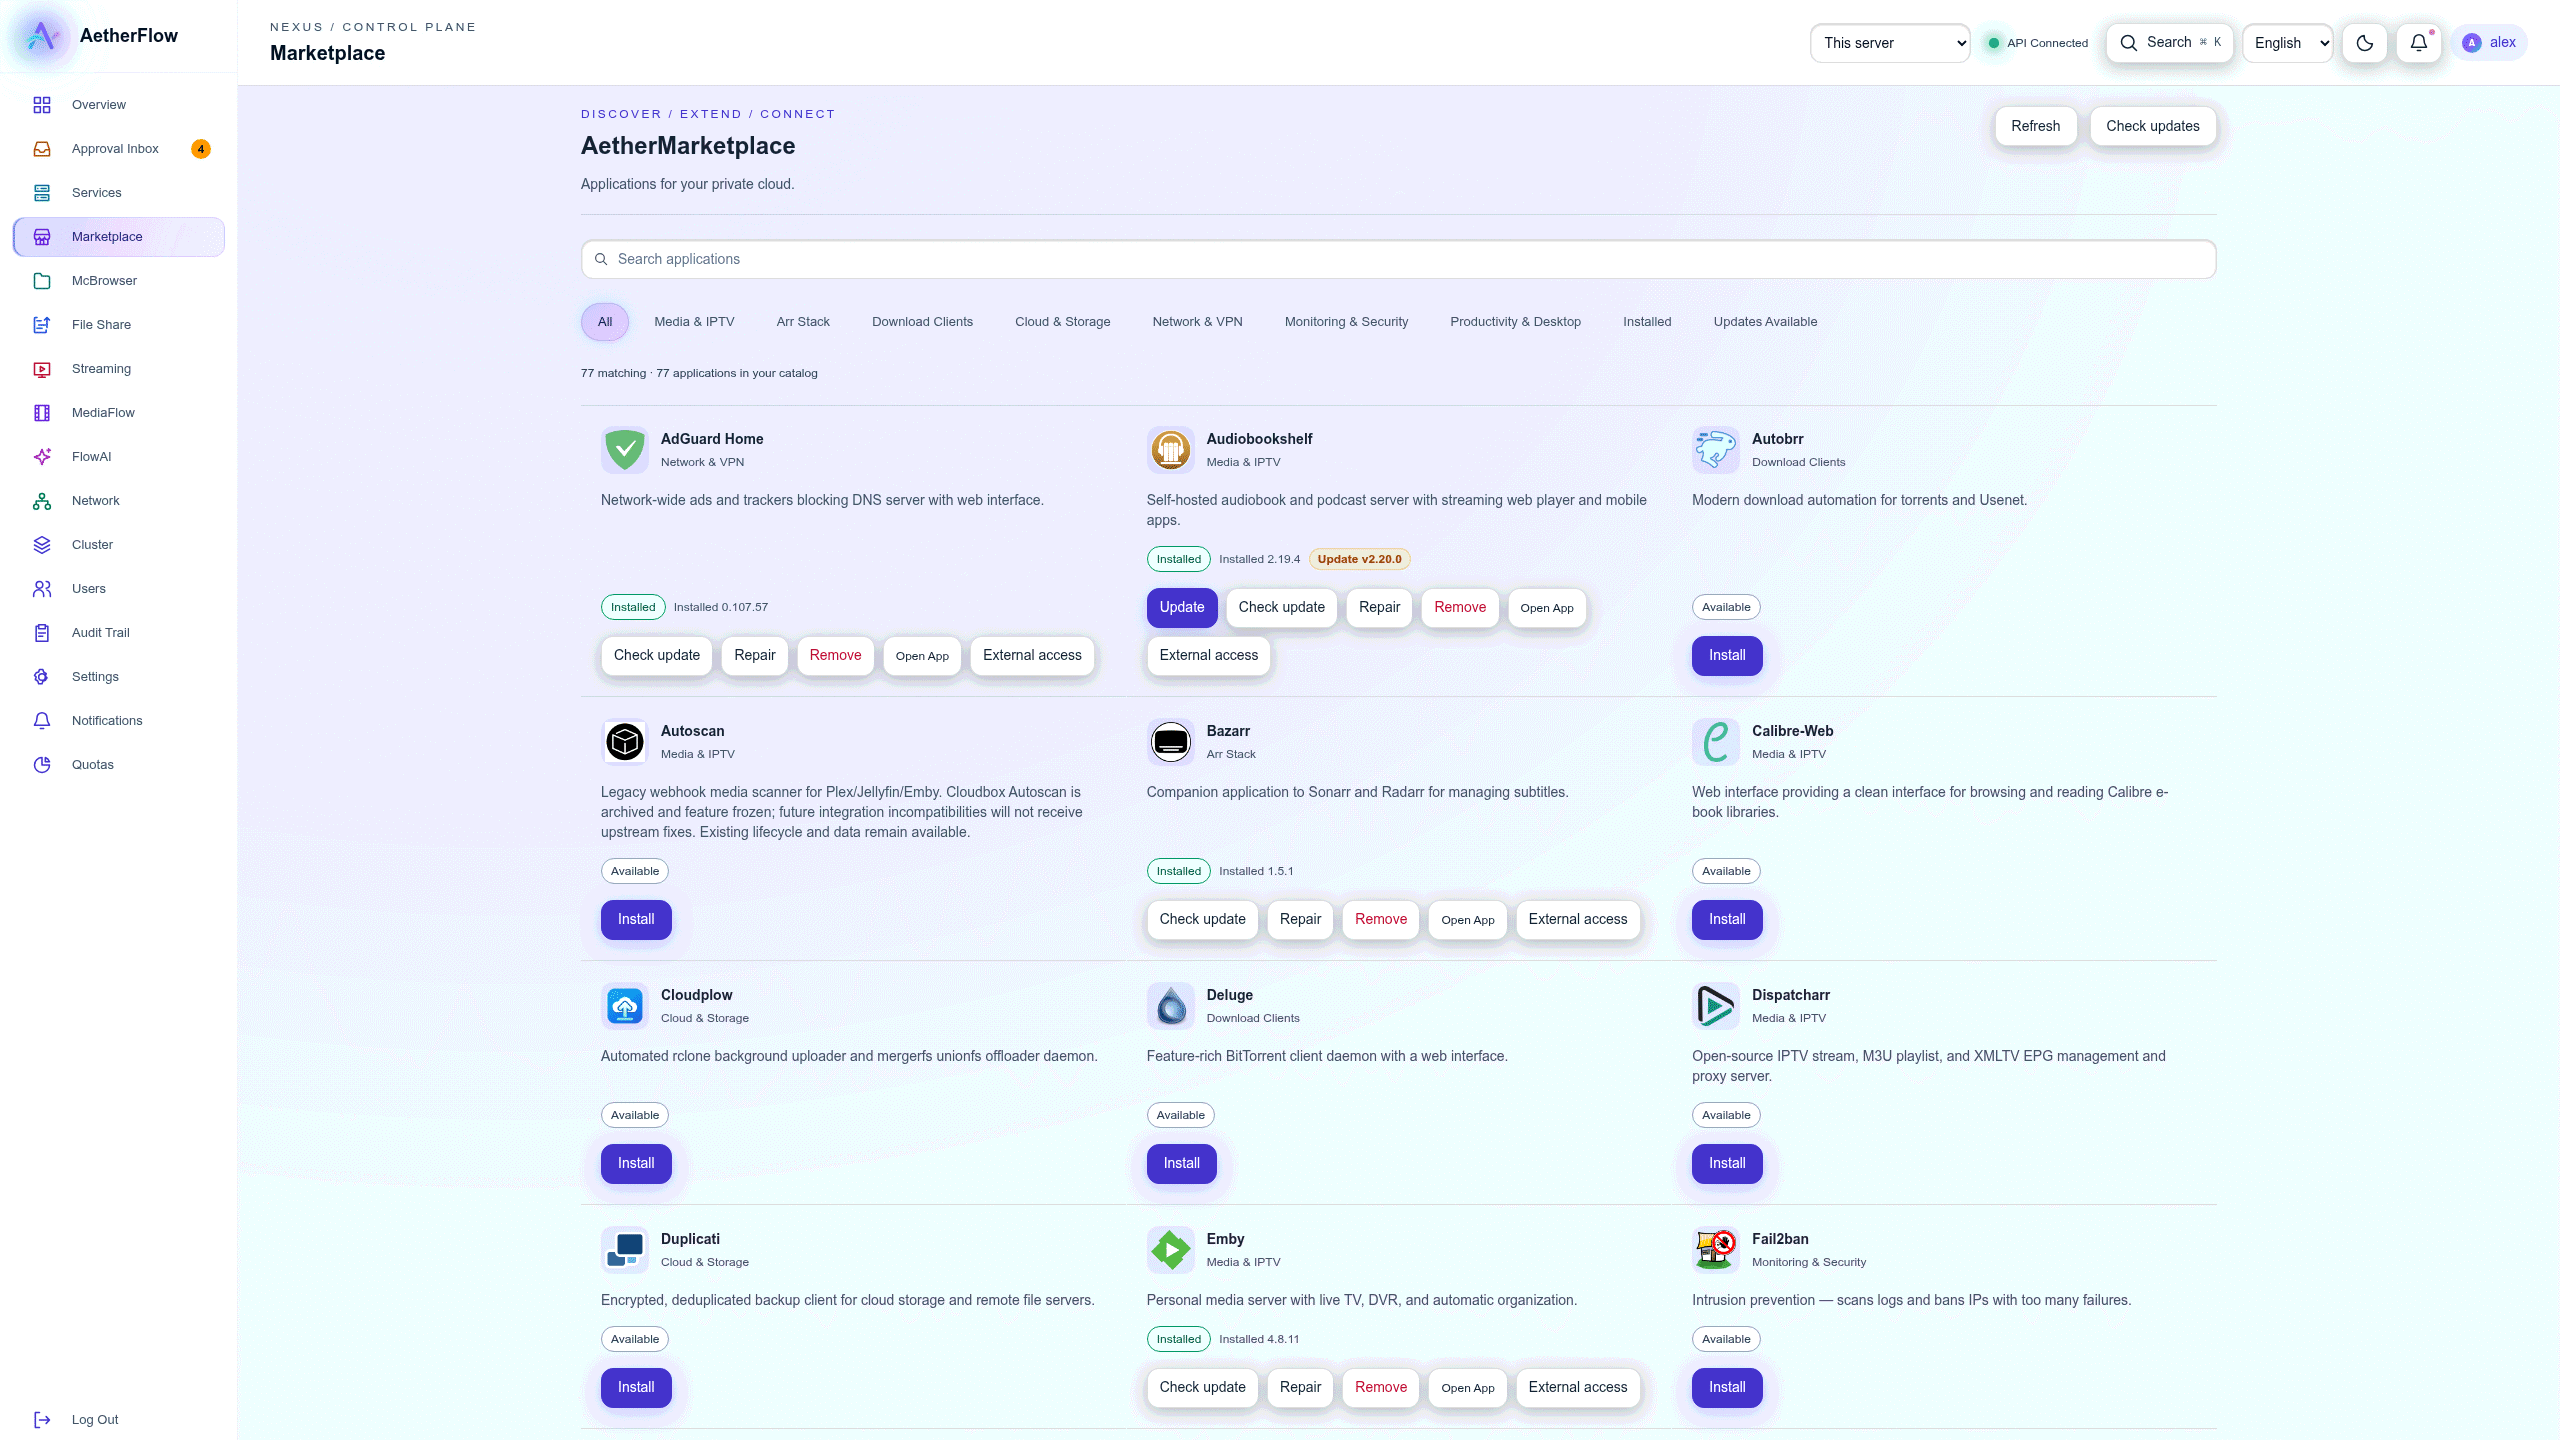 AetherFlow
NEXUS / CONTROL PLANE
Marketplace
This server
API Connected
Search ⌘ K
English
A alex
Overview
Approval Inbox 4
Services
Marketplace
McBrowser
File Share
Streaming
MediaFlow
FlowAI
Network
Cluster
Users
Audit Trail
Settings
Notifications
Quotas
Log Out
DISCOVER / EXTEND / CONNECT
AetherMarketplace
Applications for your private cloud.
Refresh
Check updates
Search applications
All
Media & IPTV
Arr Stack
Download Clients
Cloud & Storage
Network & VPN
Monitoring & Security
Productivity & Desktop
Installed
Updates Available
77 matching · 77 applications in your catalog
AdGuard Home
Network & VPN
Network-wide ads and trackers blocking DNS server with web interface.
Installed
Installed 0.107.57
Check update
Repair
Remove
Open App
External access
Audiobookshelf
Media & IPTV
Self-hosted audiobook and podcast server with streaming web player and mobile
apps.
Installed
Installed 2.19.4
Update v2.20.0
Update
Check update
Repair
Remove
Open App
External access
Autobrr
Download Clients
Modern download automation for torrents and Usenet.
Available
Install
Autoscan
Media & IPTV
Legacy webhook media scanner for Plex/Jellyfin/Emby. Cloudbox Autoscan is
archived and feature frozen; future integration incompatibilities will not receive
upstream fixes. Existing lifecycle and data remain available.
Available
Install
Bazarr
Arr Stack
Companion application to Sonarr and Radarr for managing subtitles.
Installed
Installed 1.5.1
Check update
Repair
Remove
Open App
External access
Calibre-Web
Media & IPTV
Web interface providing a clean interface for browsing and reading Calibre e-
book libraries.
Available
Install
Cloudplow
Cloud & Storage
Automated rclone background uploader and mergerfs unionfs offloader daemon.
Available
Install
Deluge
Download Clients
Feature-rich BitTorrent client daemon with a web interface.
Available
Install
Dispatcharr
Media & IPTV
Open-source IPTV stream, M3U playlist, and XMLTV EPG management and
proxy server.
Available
Install
Duplicati
Cloud & Storage
Encrypted, deduplicated backup client for cloud storage and remote file servers.
Available
Install
Emby
Media & IPTV
Personal media server with live TV, DVR, and automatic organization.
Installed
Installed 4.8.11
Check update
Repair
Remove
Open App
External access
Fail2ban
Monitoring & Security
Intrusion prevention — scans logs and bans IPs with too many failures.
Available
Install